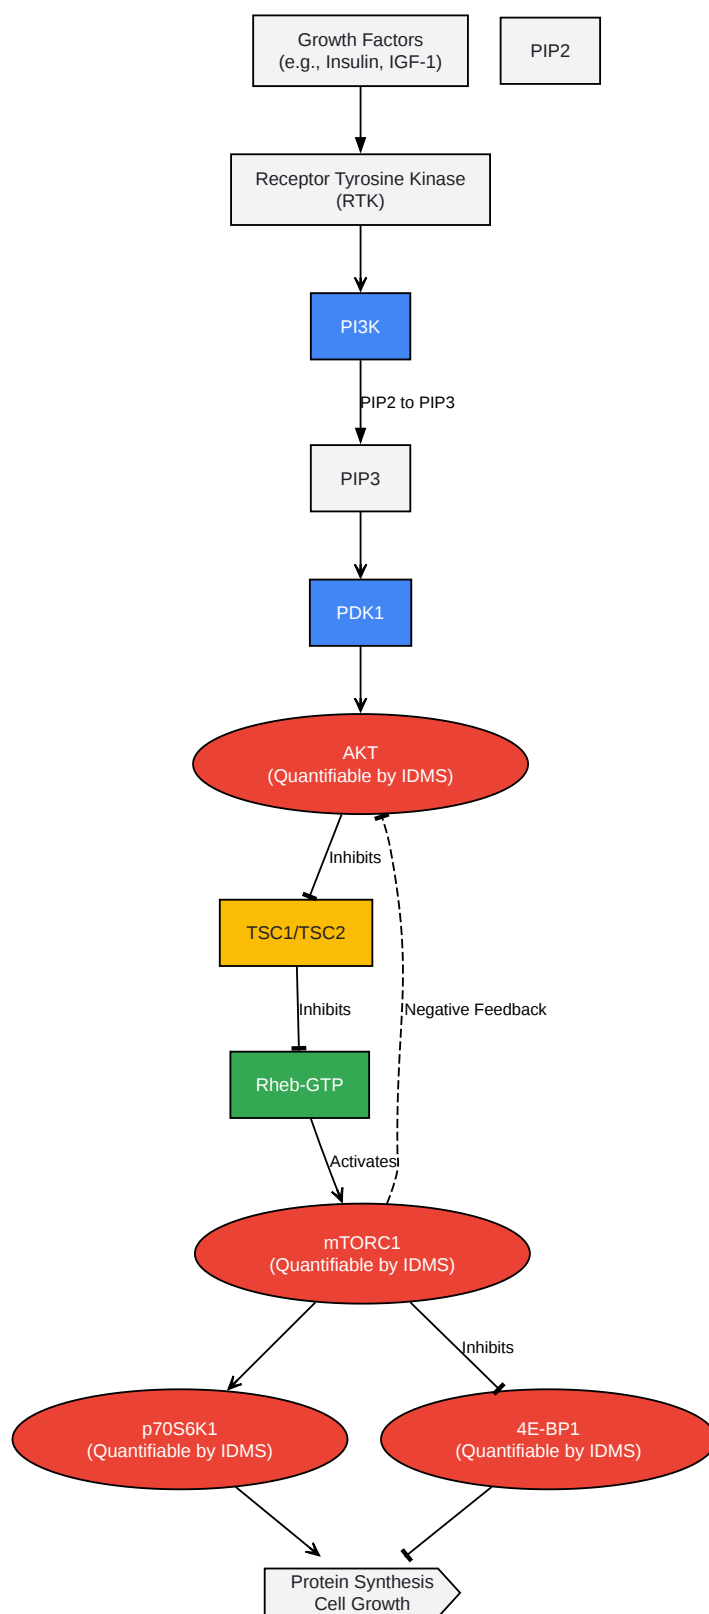 Growth Factors
(e.g., Insulin, IGF-1)
PIP2
Receptor Tyrosine Kinase
(RTK)
PI3K
PIP2 to PIP3
PIP3
PDK1
AKT
(Quantifiable by IDMS)
Inhibits
TSC1/TSC2
Inhibits
Negative Feedback
Rheb-GTP
Activates
mTORC1
(Quantifiable by IDMS)
Inhibits
p70S6K1
(Quantifiable by IDMS)
4E-BP1
(Quantifiable by IDMS)
Protein Synthesis
Cell Growth